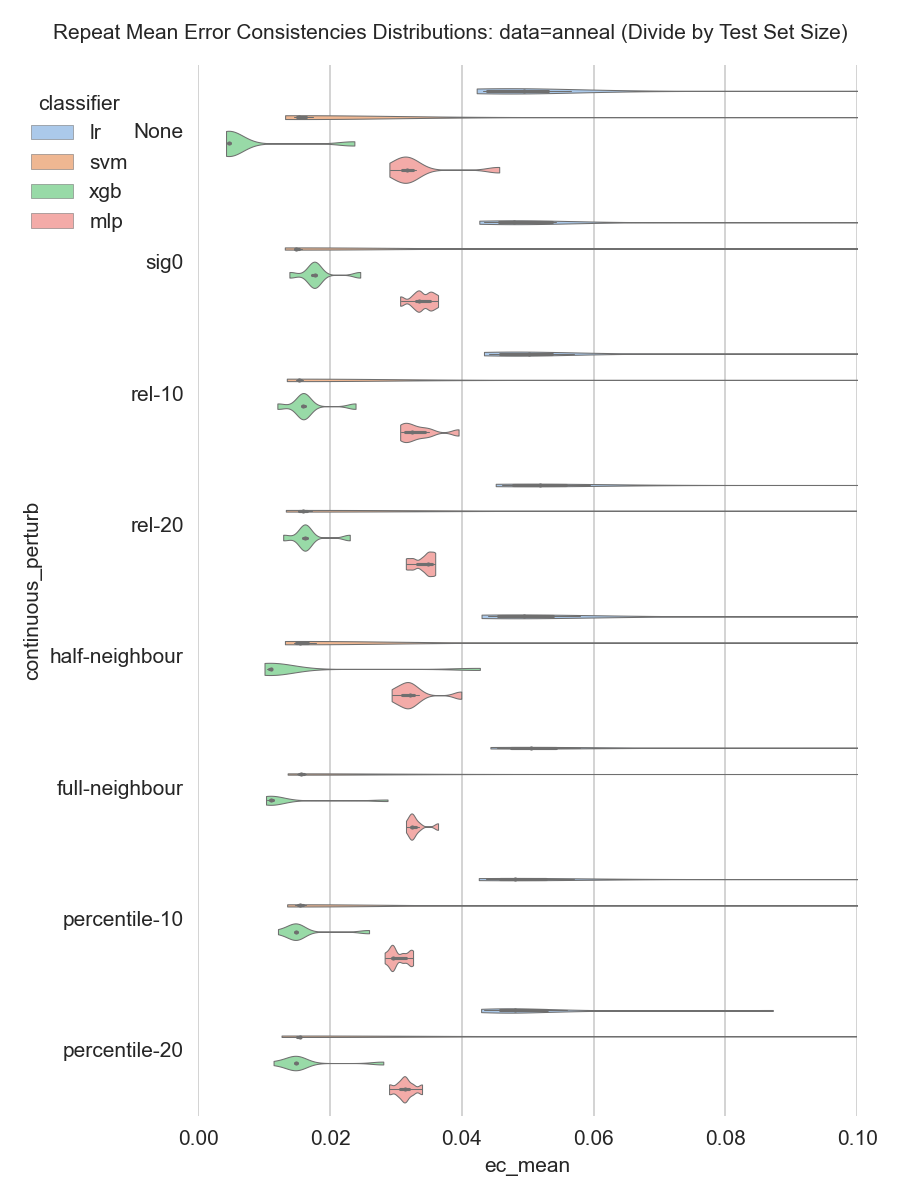 Repeat Mean Error Consistencies Distributions: data=anneal (Divide by Test Set Size)
classifier
lr
svm
xgb
mlp
None
sig0
rel-10
rel-20
half-neighbour
full-neighbour
percentile-10
percentile-20
continuous_perturb
0.00 0.02 0.04 0.06 0.08 0.10
ec_mean